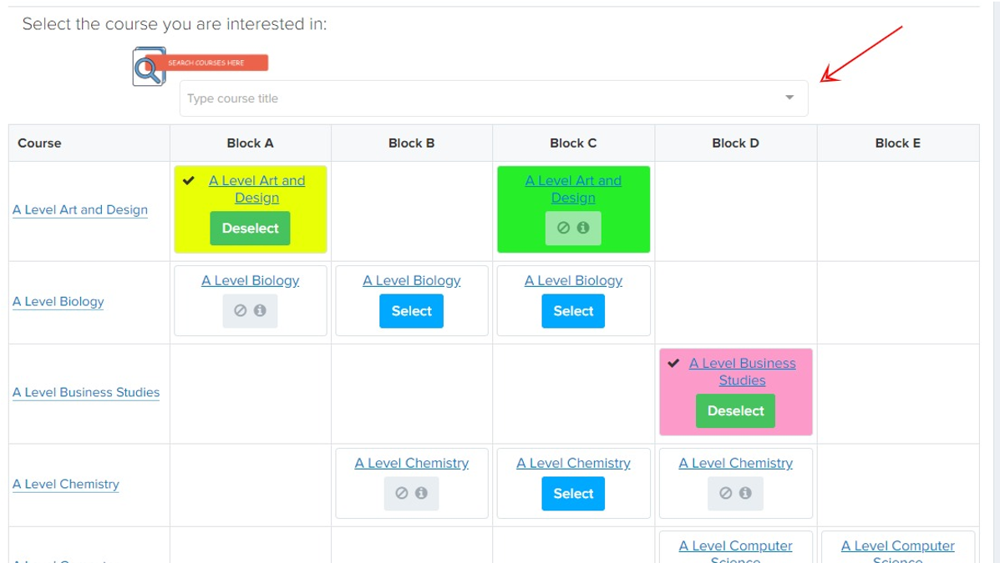 Select the course you are interested in:
SEARCH COURSES HERE
Type course title
Course Block A Block B Block C Block D Block E
A Level Art and Design
A Level Art and
Design
Deselect
A Level Art and
Design
A Level Biology
A Level Biology
A Level Biology
Select
A Level Biology
Select
A Level Business Studies
A Level Business
Studies
Deselect
A Level Chemistry
A Level Chemistry
A Level Chemistry
Select
A Level Chemistry
A Level Computer
Science
A Level Computer
Science